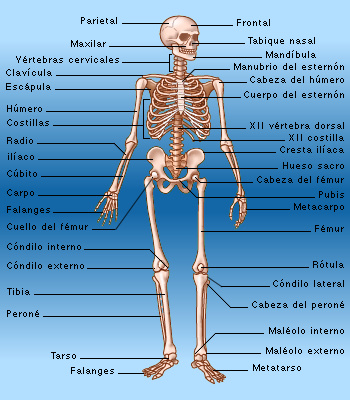 Parietal
Frontal
Maxilar
Tabique nasal
Vértebras cervicales
Mandíbula
Clavícula
Manubrio del esternón
Escápula
Cabeza del húmero
Cuerpo del esternón
Húmero
Costillas
XII vértebra dorsal
Radio
XII costilla
ilíaco
Cresta ilíaca
Cúbito
Hueso sacro
Carpo
Cabeza del fémur
Falanges
Pubis
Metacarpo
Cuello del fémur
Fémur
Cóndilo interno
Cóndilo externo
Rótula
Tibia
Cóndilo lateral
Peroné
Cabeza del peroné
Maléolo interno
Tarso
Maléolo externo
Falanges
Metatarso